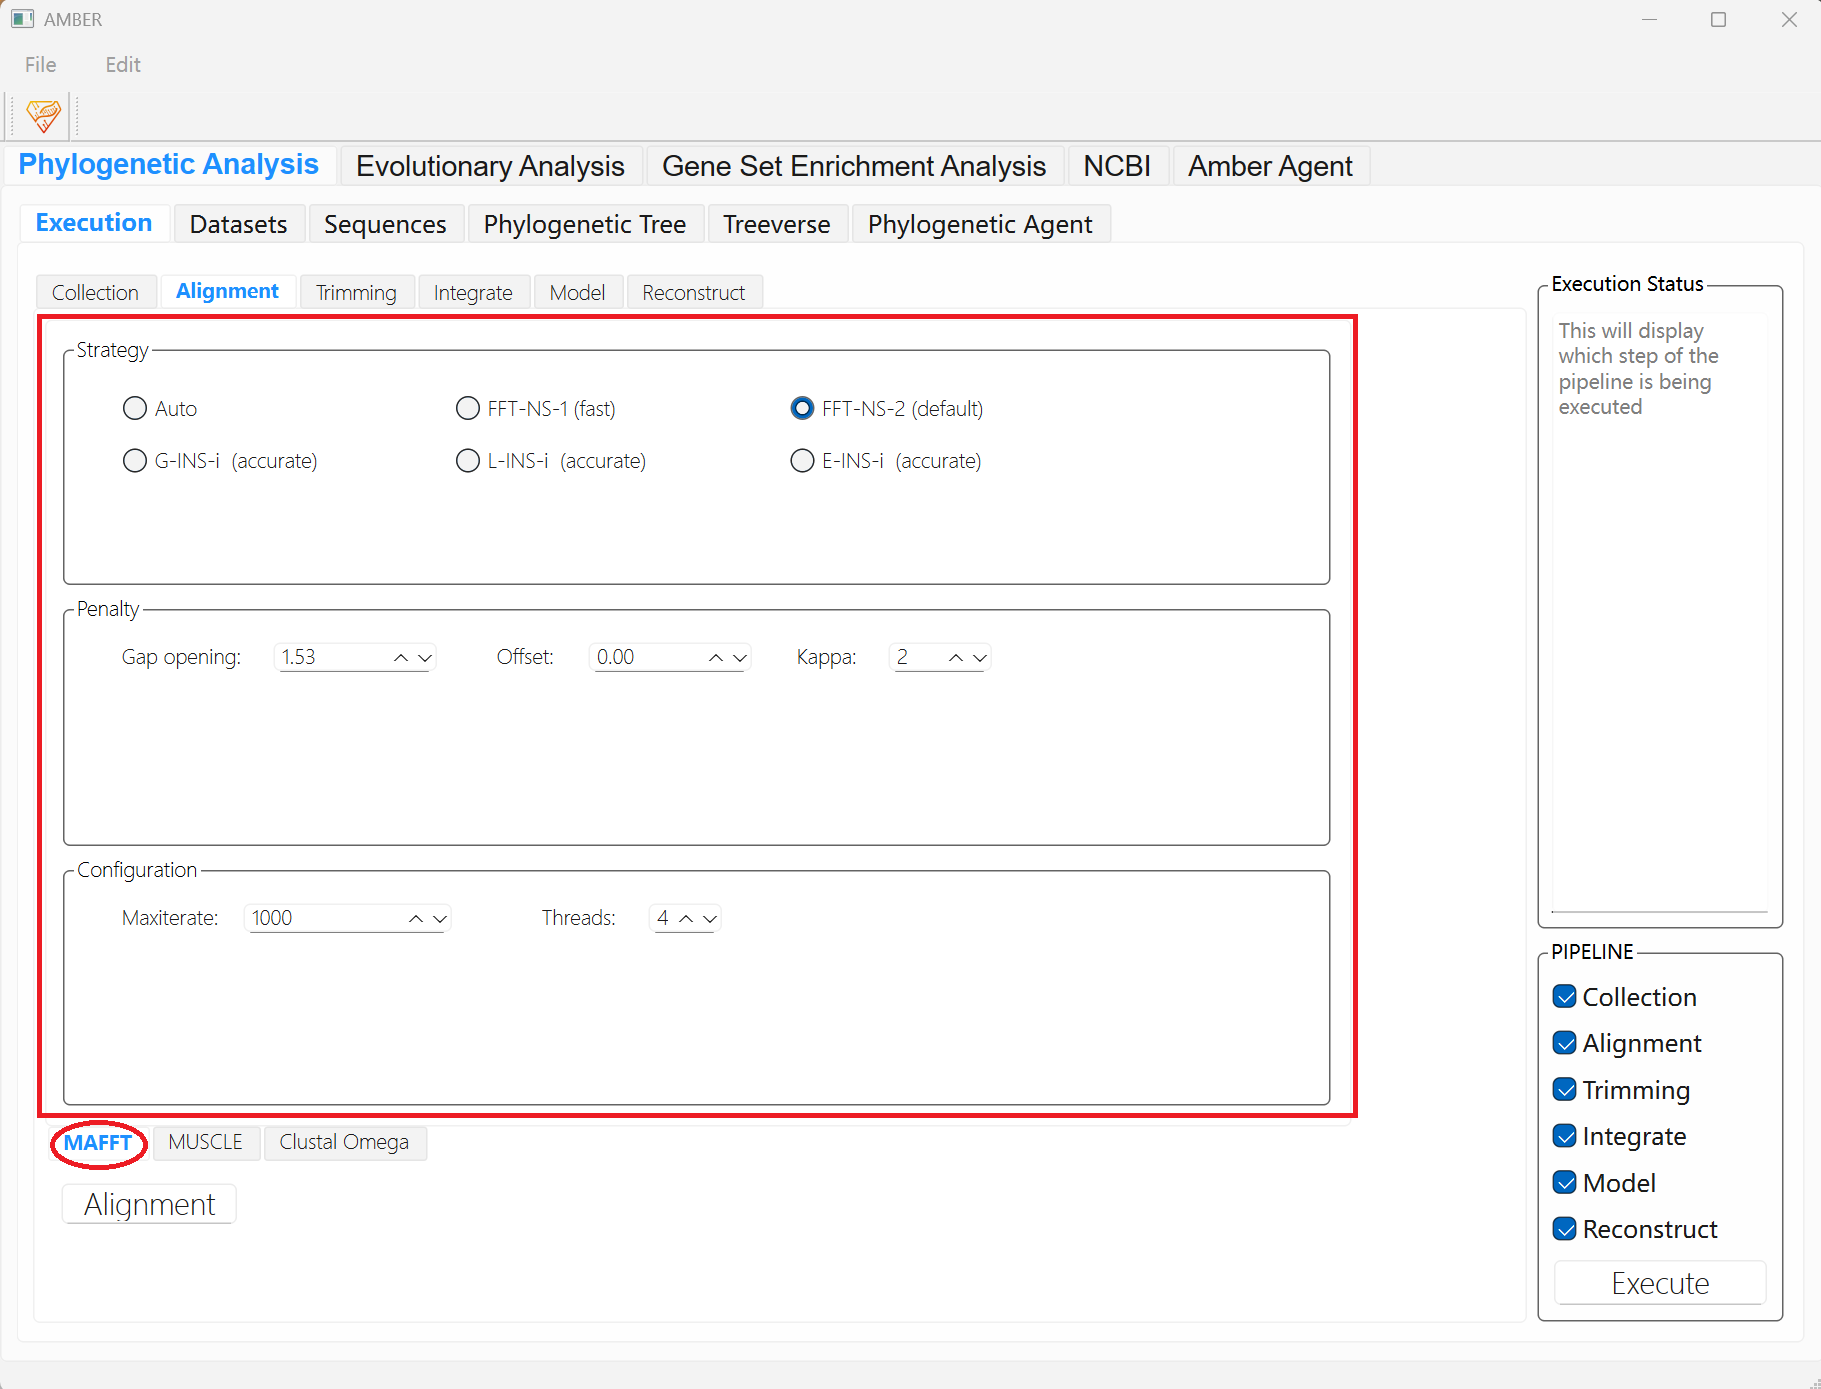 AMBER
File Edit
Phylogenetic Analysis Evolutionary Analysis Gene Set Enrichment Analysis NCBI Amber Agent
Execution Datasets Sequences Phylogenetic Tree Treeverse Phylogenetic Agent
Collection Alignment Trimming Integrate Model Reconstruct
Strategy
Auto FFT-NS-1 (fast) FFT-NS-2 (default)
G-INS-i (accurate) L-INS-i (accurate) E-INS-i (accurate)
Penalty
Gap opening: 1.53 Offset: 0.00 Kappa: 2
Configuration
Maxiterate: 1000 Threads: 4
MAFFT MUSCLE Clustal Omega
Alignment
Execution Status
This will display
which step of the
pipeline is being
executed
PIPELINE
Collection
Alignment
Trimming
Integrate
Model
Reconstruct
Execute